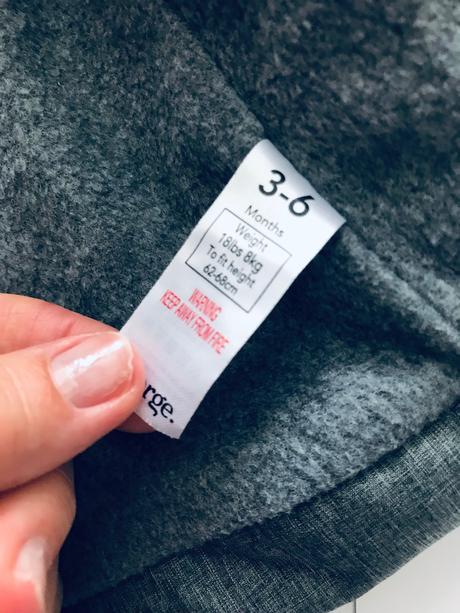 3-6
Months
Weight
18lbs 8kg
To fit height
62-68cm
WARNING
KEEP AWAY FROM FIRE
rge.